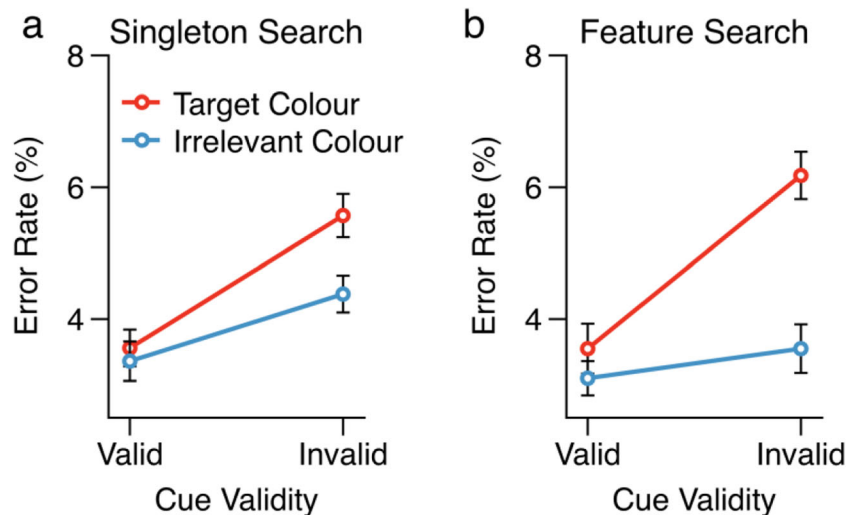 a
Singleton Search
8
6
4
Error Rate (%)
Target Colour
Irrelevant Colour
Valid
Invalid
Cue Validity
b
Feature Search
8
6
4
Error Rate (%)
Valid
Invalid
Cue Validity